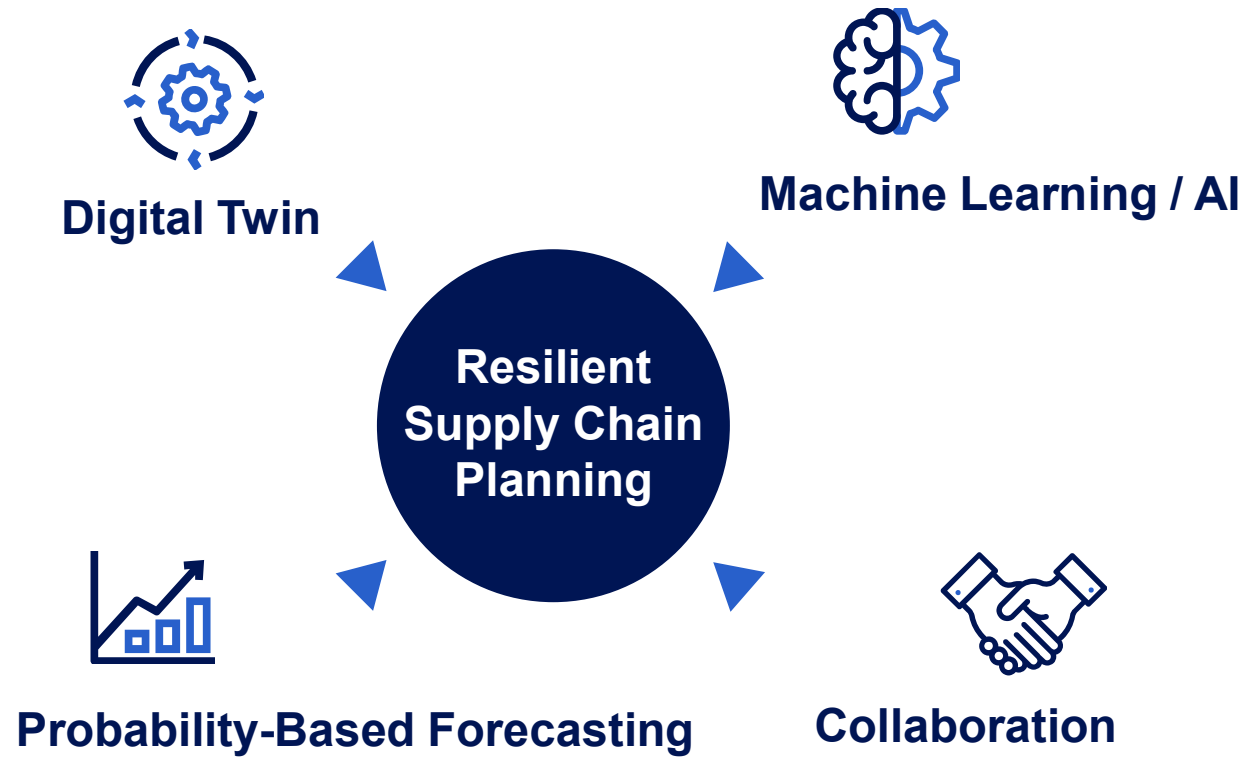 Digital Twin
Machine Learning / AI
Resilient
Supply Chain
Planning
Probability-Based Forecasting
Collaboration